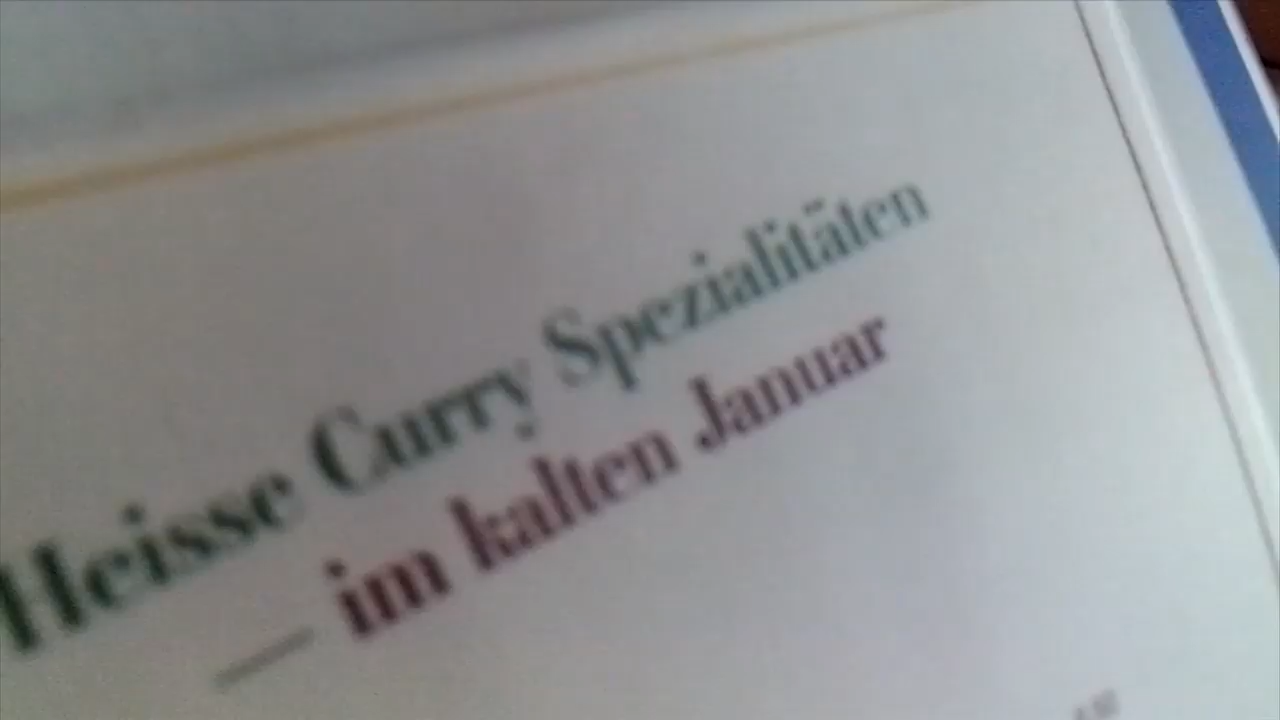 Heisse Curry Spezialitäten
— im kalten Januar